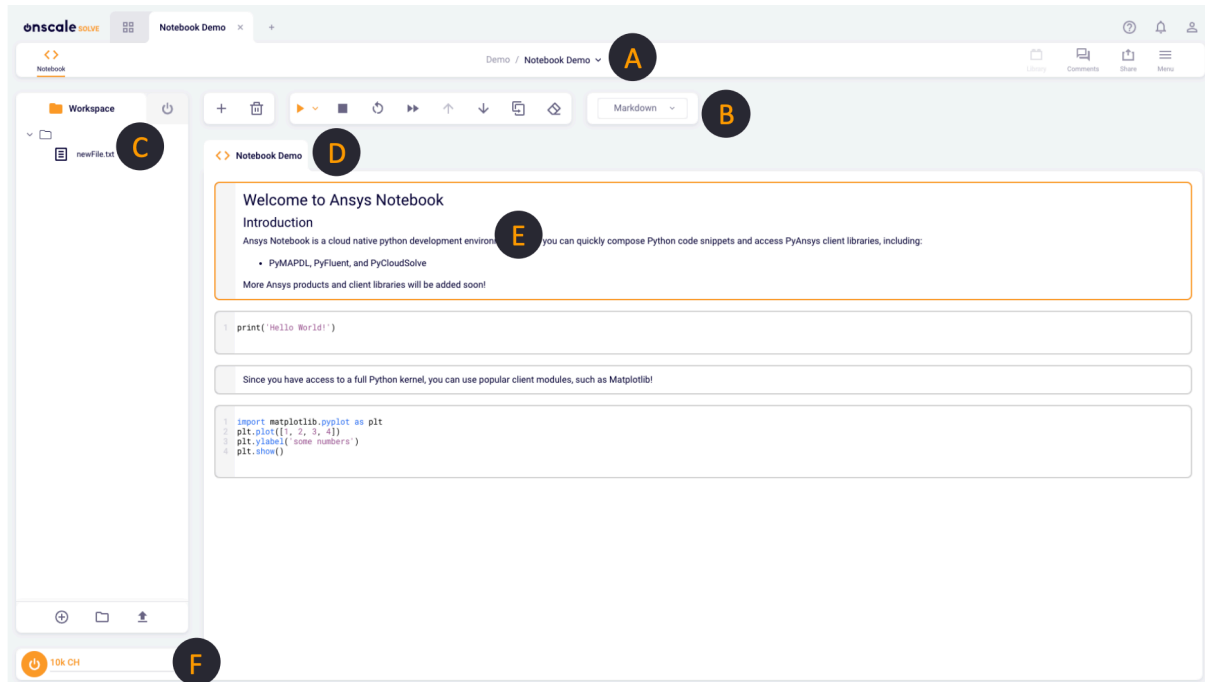 onscale SOLVE
Notebook Demo × +
Notebook
Demo / Notebook Demo
A
Library
Comments
Share
Menu
Workspace
Markdown
B
newFile.txt
C
Notebook Demo
D
Welcome to Ansys Notebook
Introduction
Ansys Notebook is a cloud native python development environ
E
you can quickly compose Python code snippets and access PyAnsys client libraries, including:
• PyMAPDL, PyFluent, and PyCloudSolve
More Ansys products and client libraries will be added soon!
1 print('Hello World!')
Since you have access to a full Python kernel, you can use popular client modules, such as Matplotlib!
1 import matplotlib.pyplot as plt
2 plt.plot([1, 2, 3, 4])
3 plt.ylabel('some numbers')
4 plt.show()
10k CH
F